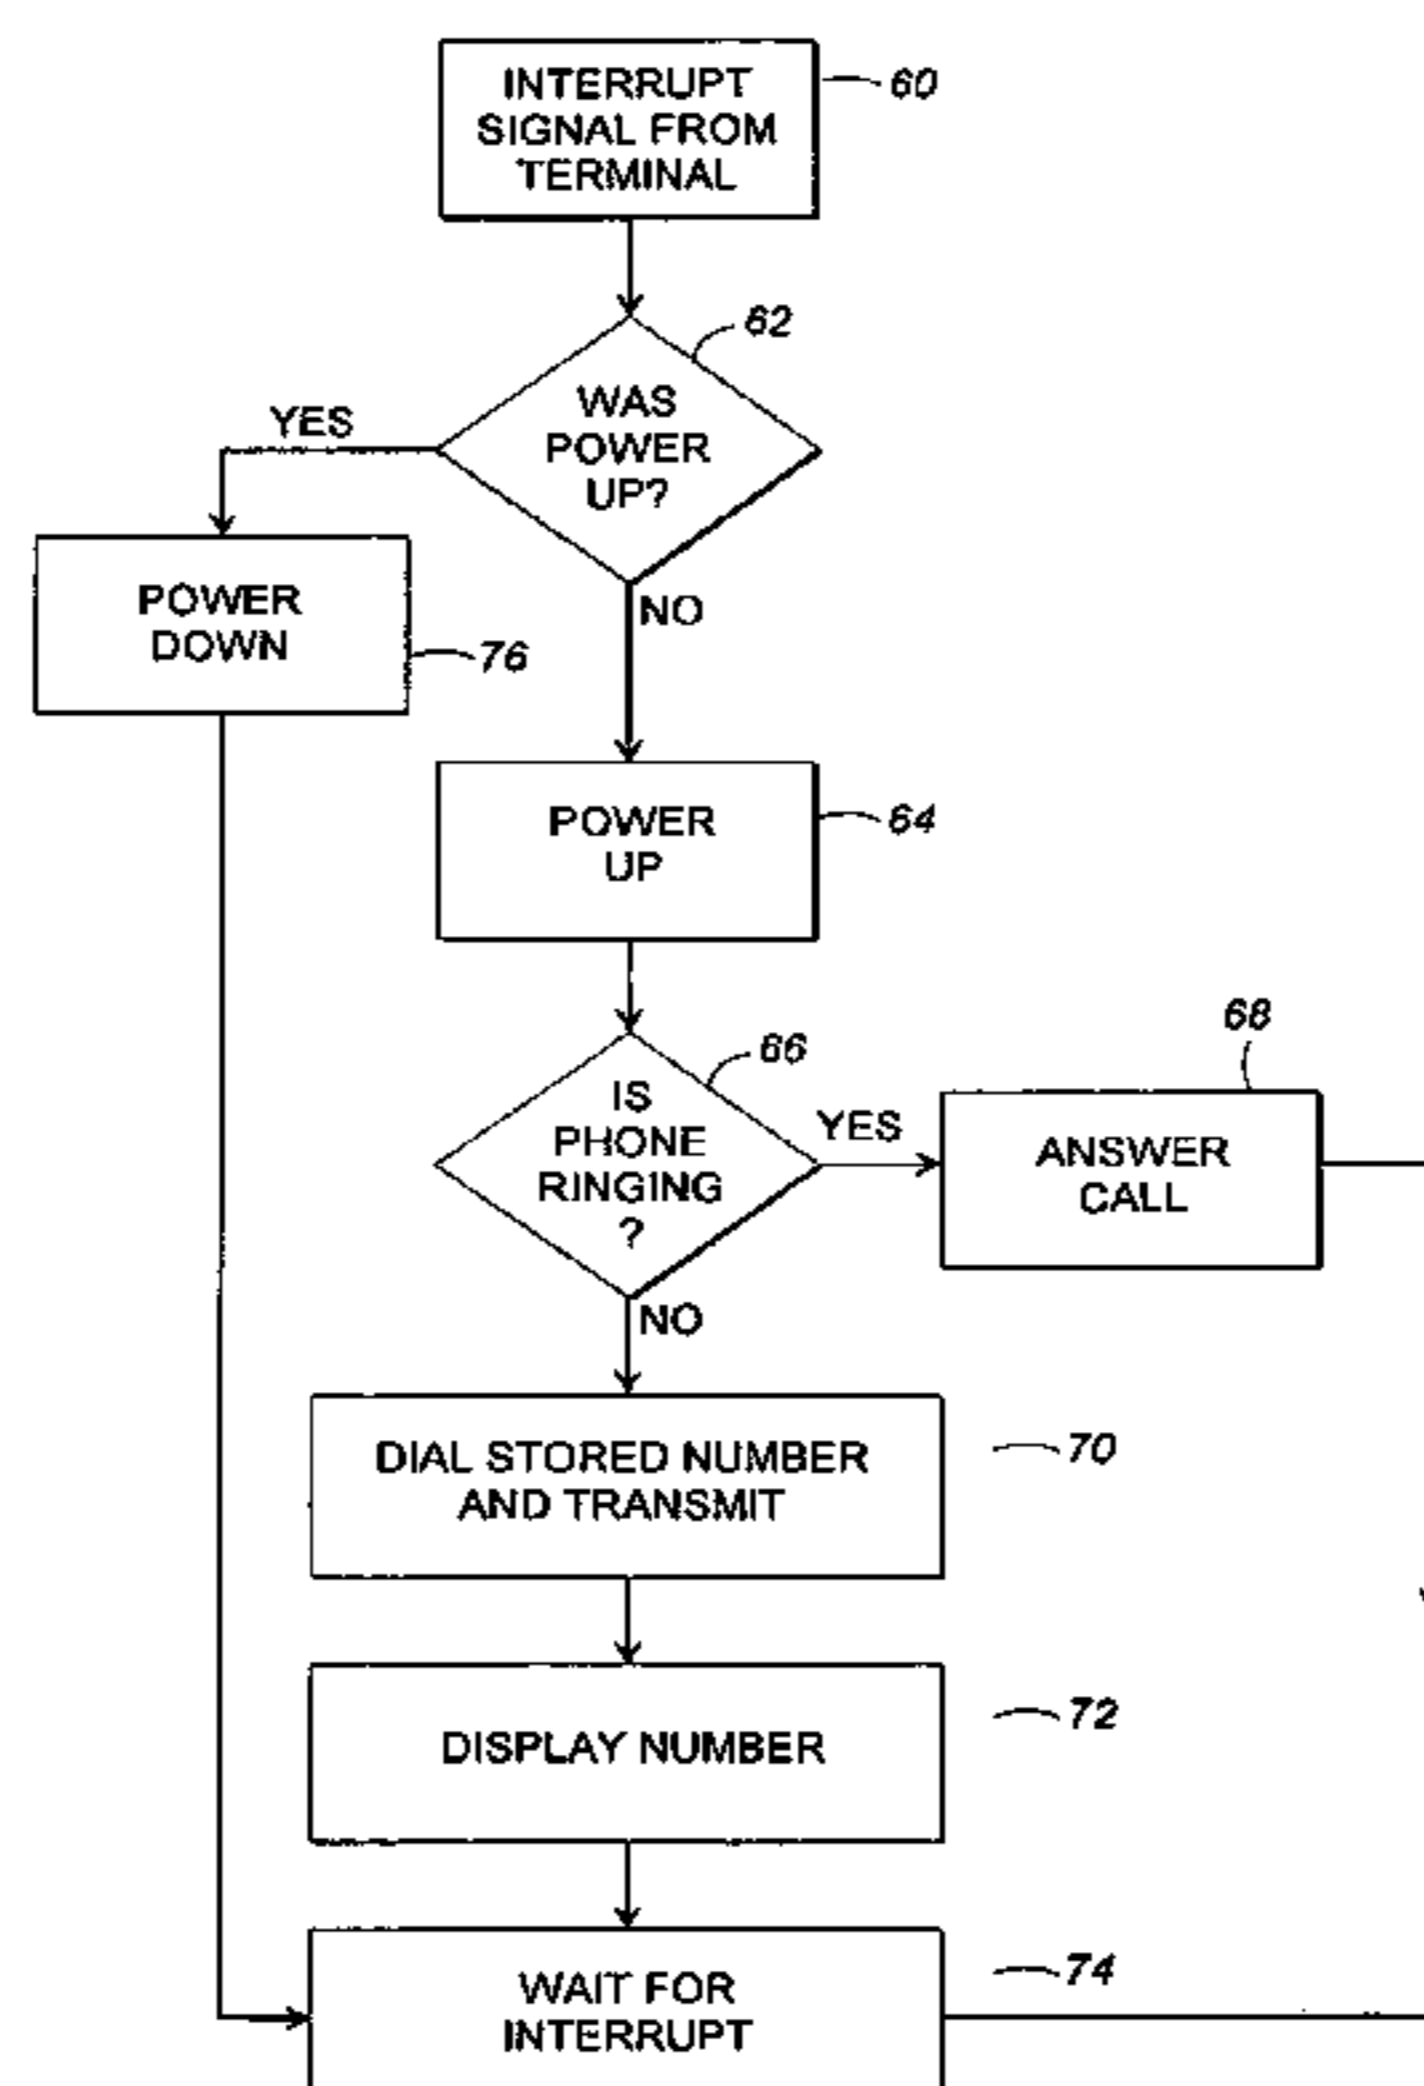 INTERRUPT
SIGNAL FROM
TERMINAL
60
62
WAS
POWER
UP?
YES
NO
POWER
DOWN
76
POWER
UP
64
66
IS
PHONE
RINGING
?
YES
68
ANSWER
CALL
NO
DIAL STORED NUMBER
AND TRANSMIT
70
DISPLAY NUMBER
72
WAIT FOR
INTERRUPT
74